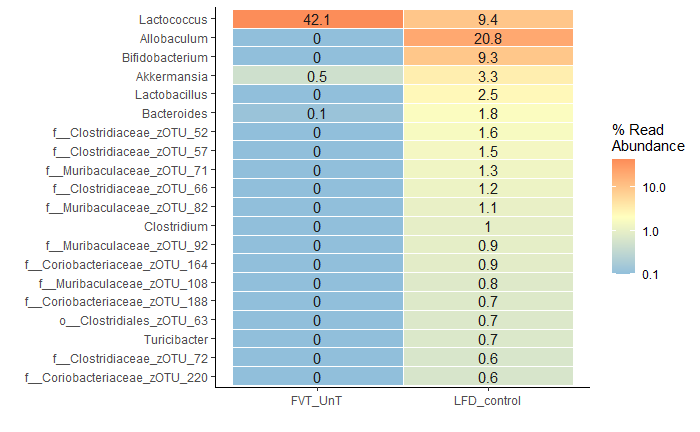 Lactococcus 42.1 9.4
Allobaculum 0 20.8
Bifidobacterium 0 9.3
Akkermansia 0.5 3.3
Lactobacillus 0 2.5
Bacteroides 0.1 1.8
f__Clostridiaceae_zOTU_52 0 1.6
f__Clostridiaceae_zOTU_57 0 1.5
f__Muribaculaceae_zOTU_71 0 1.3
f__Clostridiaceae_zOTU_66 0 1.2
f__Muribaculaceae_zOTU_82 0 1.1
Clostridium 0 1
f__Muribaculaceae_zOTU_92 0 0.9
f__Coriobacteriaceae_zOTU_164 0 0.9
f__Muribaculaceae_zOTU_108 0 0.8
f__Coriobacteriaceae_zOTU_188 0 0.7
o__Clostridiales_zOTU_63 0 0.7
Turicibacter 0 0.7
f__Clostridiaceae_zOTU_72 0 0.6
f__Coriobacteriaceae_zOTU_220 0 0.6
FVT_UnT LFD_control
% Read
Abundance
10.0
1.0
0.1